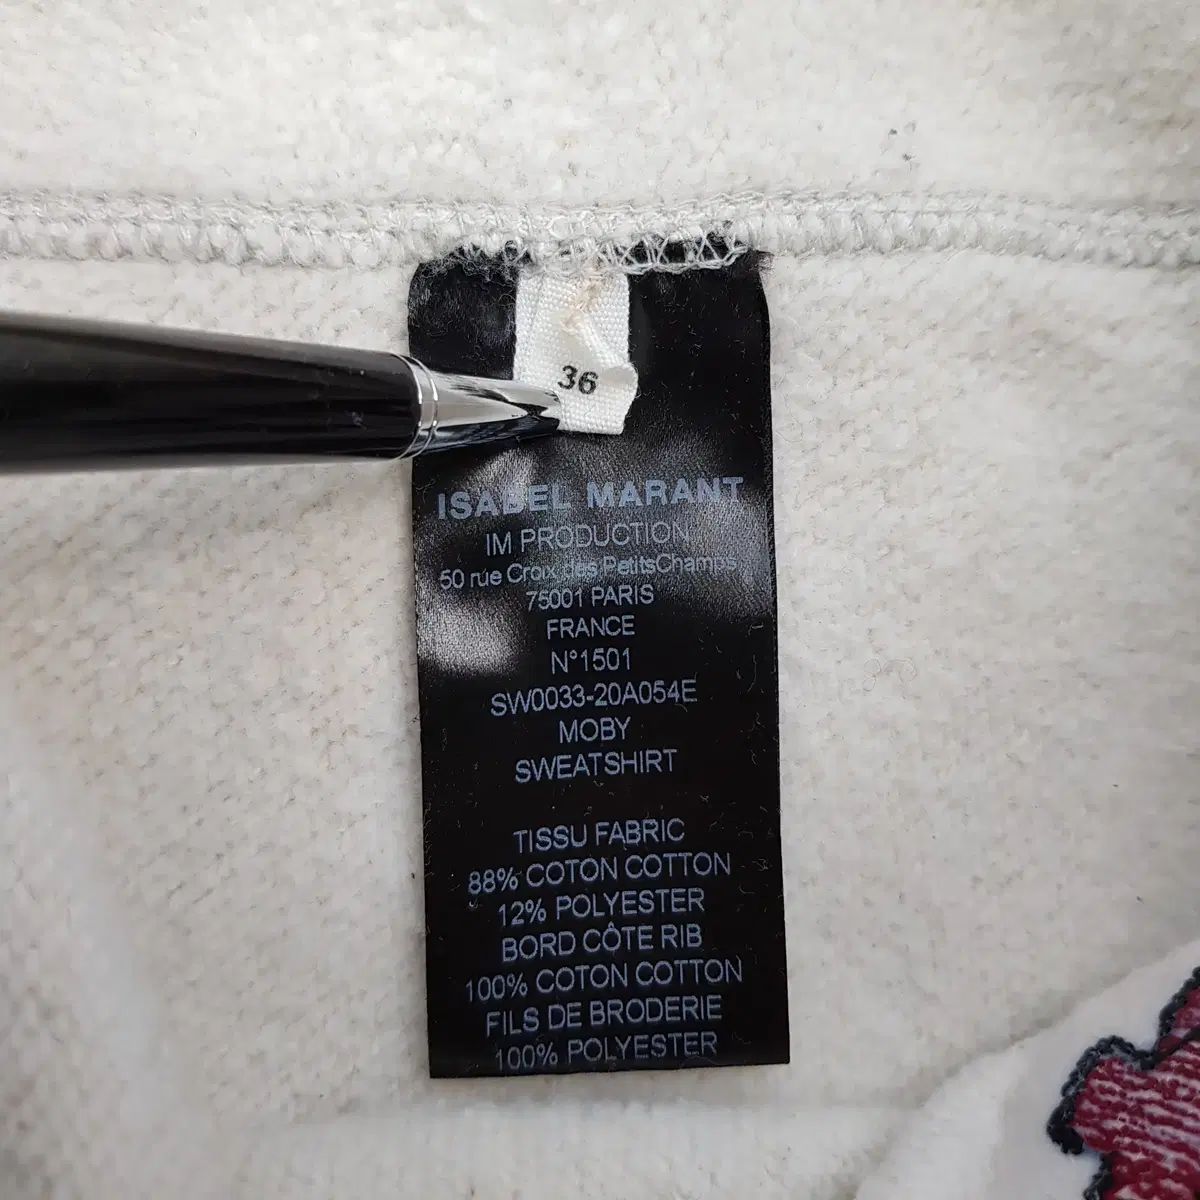 36
ISABEL MARANT
IM PRODUCTION
50 rue Croix des PetitsChamps
75001 PARIS
FRANCE
N°1501
SW0033-20A054E
MOBY
SWEATSHIRT
TISSU FABRIC
88% COTON COTTON
12% POLYESTER
BORD CÔTE RIB
100% COTON COTTON
FILS DE BRODERIE
100% POLYESTER